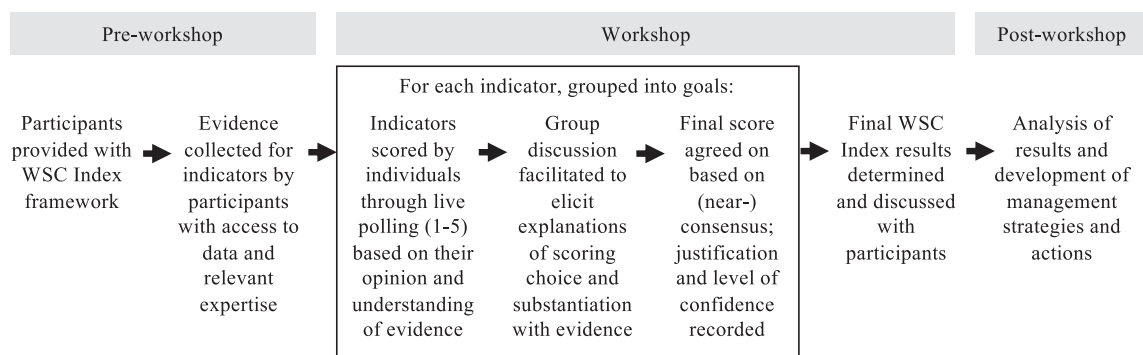 Pre-workshop
Workshop
Post-workshop
For each indicator, grouped into goals:
Participants
provided with
WSC Index
framework
Evidence
collected for
indicators by
participants
with access to
data and
relevant
expertise
Indicators
scored by
individuals
through live
polling (1-5)
based on their
opinion and
understanding
of evidence
Group
discussion
facilitated to
elicit
explanations
of scoring
choice and
substantiation
with evidence
Final score
agreed on
based on
(near-)
consensus;
justification
and level of
confidence
recorded
Final WSC
Index results
determined
and discussed
with
participants
Analysis of
results and
development of
management
strategies and
actions